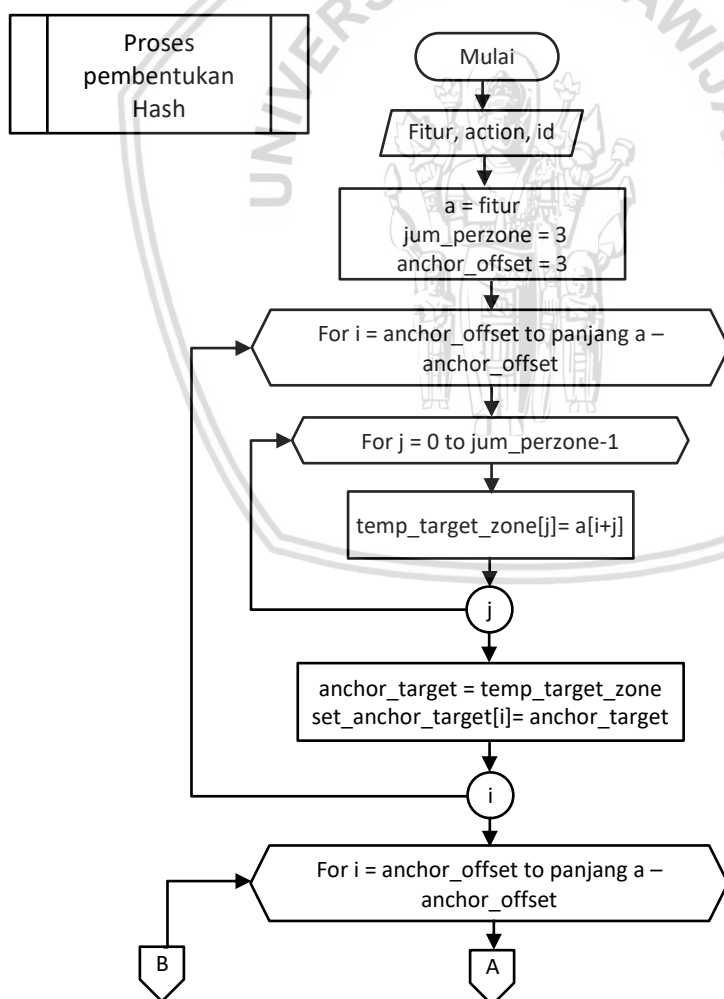 Proses
pembentukan
Hash
Mulai
Fitur, action, id
a = fitur
jum_perzone = 3
anchor_offset = 3
For i = anchor_offset to panjang a –
anchor_offset
For j = 0 to jum_perzone-1
temp_target_zone[j]= a[i+j]
j
anchor_target = temp_target_zone
set_anchor_target[i]= anchor_target
i
For i = anchor_offset to panjang a –
anchor_offset
B
A